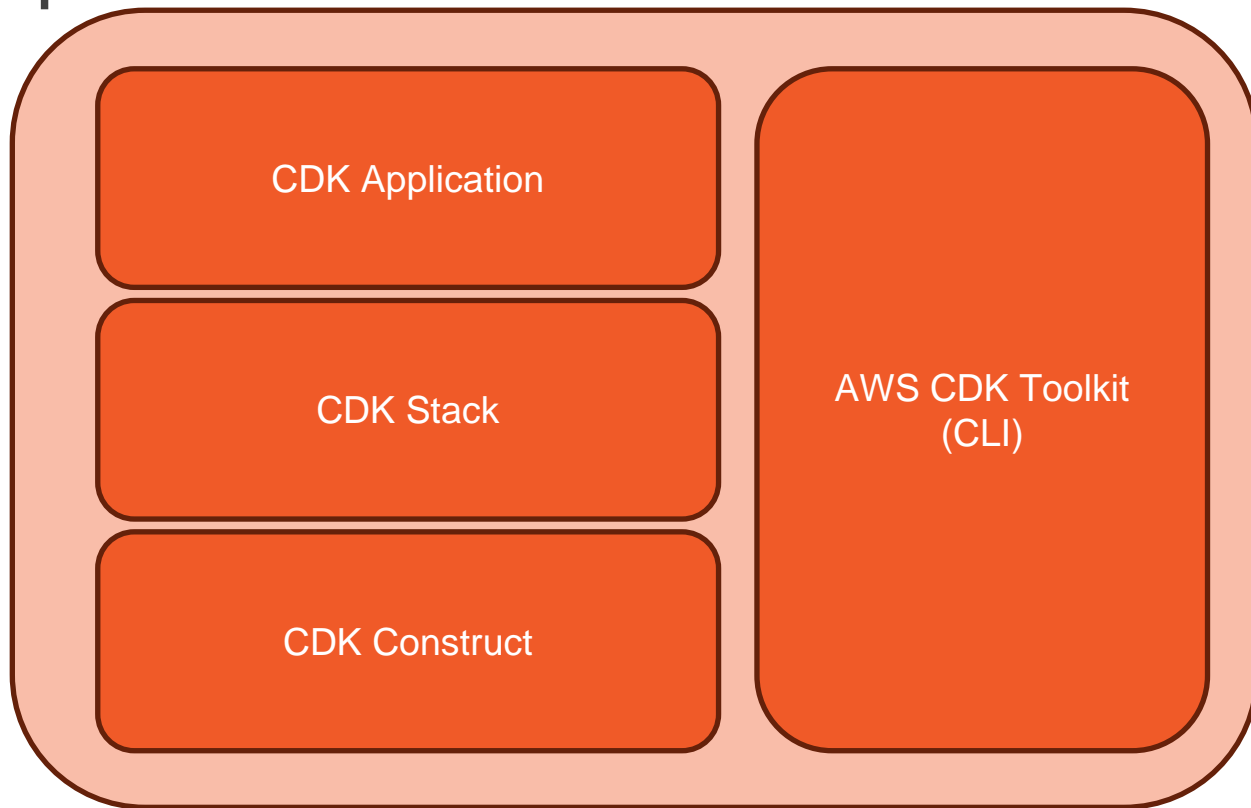 CDK Application
CDK Stack
CDK Construct
AWS CDK Toolkit
(CLI)